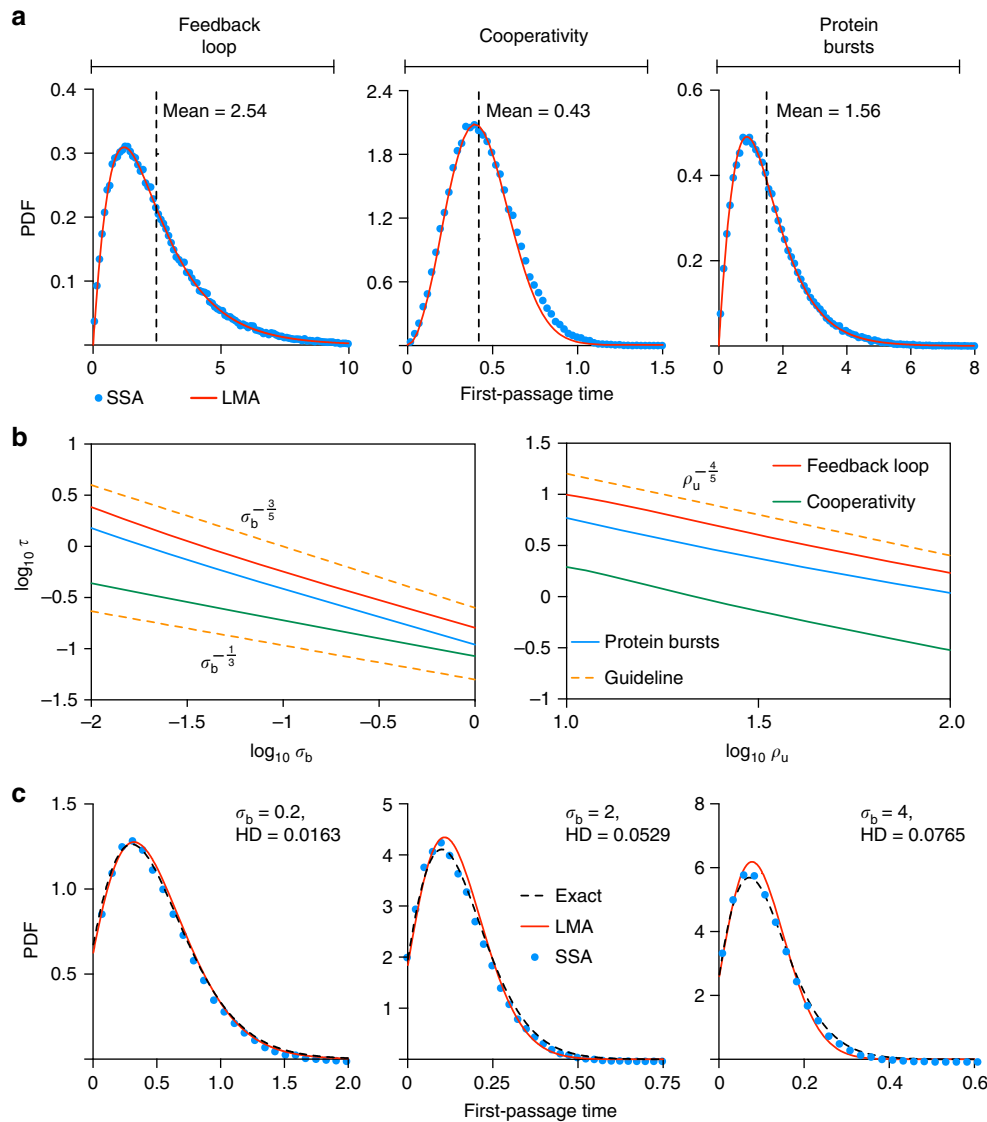 a
Feedback
loop
Cooperativity
Protein
bursts
PDF
0.4
0.3
0.2
0.1
0
5
10
Mean = 2.54
2.4
1.8
1.2
0.6
0.0
0
0.5
1.0
1.5
Mean = 0.43
0.6
0.4
0.2
0
2
4
6
8
Mean = 1.56
First-passage time
SSA
LMA
b
log₁₀ τ
1
0.5
0
−0.5
−1
−1.5
−2
−1.5
−1
−0.5
0
log₁₀ σb
σb^−3/5
σb^−1/3
1.5
1
0.5
0
−0.5
−1
1.0
1.5
2.0
log₁₀ ρu
ρu^−4/5
Feedback loop
Cooperativity
Protein bursts
Guideline
c
PDF
1.5
1.0
0.5
0
0.5
1.0
1.5
2.0
σb = 0.2,
HD = 0.0163
5
4
3
2
1
0
0
0.25
0.50
0.75
σb = 2,
HD = 0.0529
Exact
LMA
SSA
8
6
4
2
0
0.2
0.4
0.6
σb = 4,
HD = 0.0765
First-passage time